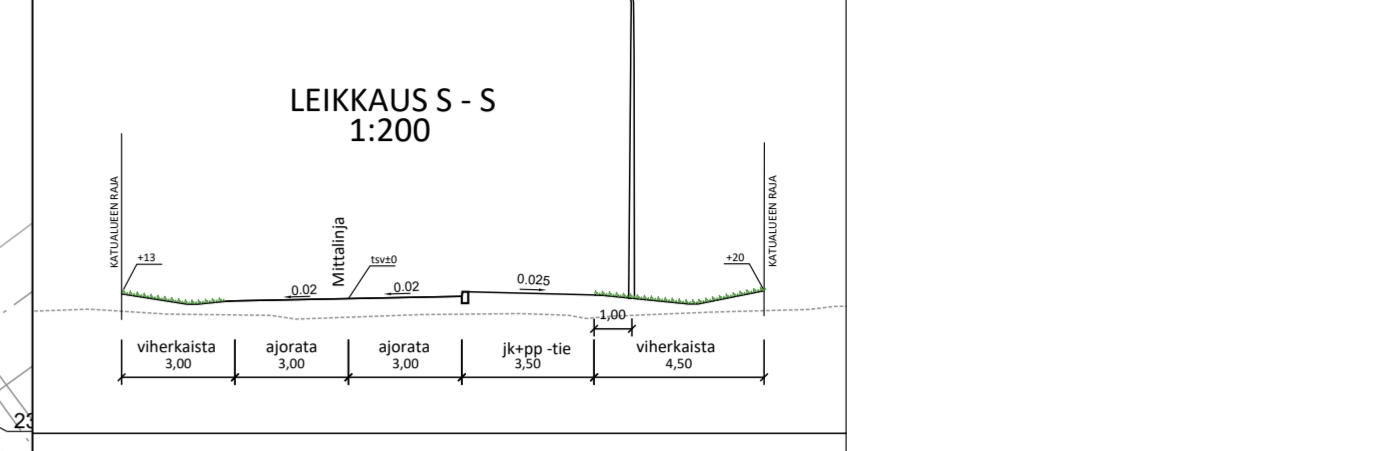 LEIKKAUS S - S
1:200
KATUALUEEN RAJA
KATUALUEEN RAJA
Mittalinja
+13
tsv±0
+20
0.02
0.02
0.025
1,00
viherkaista
3,00
ajorata
3,00
ajorata
3,00
jk+pp -tie
3,50
viherkaista
4,50